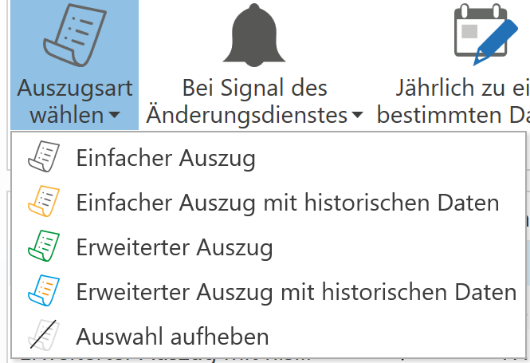 Auszugsart
wählen
Bei Signal des
Änderungsdienstes
Jährlich zu ei
bestimmten Da
Einfacher Auszug
Einfacher Auszug mit historischen Daten
Erweiterter Auszug
Erweiterter Auszug mit historischen Daten
Auswahl aufheben